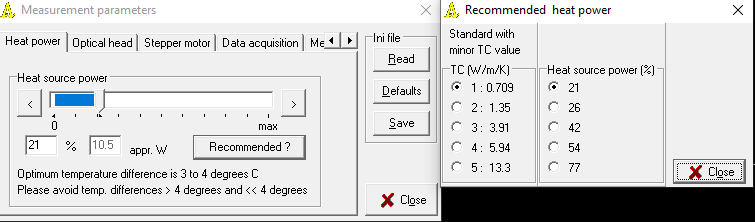 Measurement parameters
Heat power
Optical head
Stepper motor
Data acquisition
Me
Ini file
Read
Defaults
Save
Heat source power
<
>
0
max
21 % 10.5 appr. W
Recommended ?
Optimum temperature difference is 3 to 4 degrees C
Please avoid temp. differences > 4 degrees and << 4 degrees
Close
Recommended heat power
Standard with
minor TC value
TC (W/m/K)
1 : 0.709
2 : 1.35
3 : 3.91
4 : 5.94
5 : 13.3
Heat source power (%)
21
26
42
54
77
Close